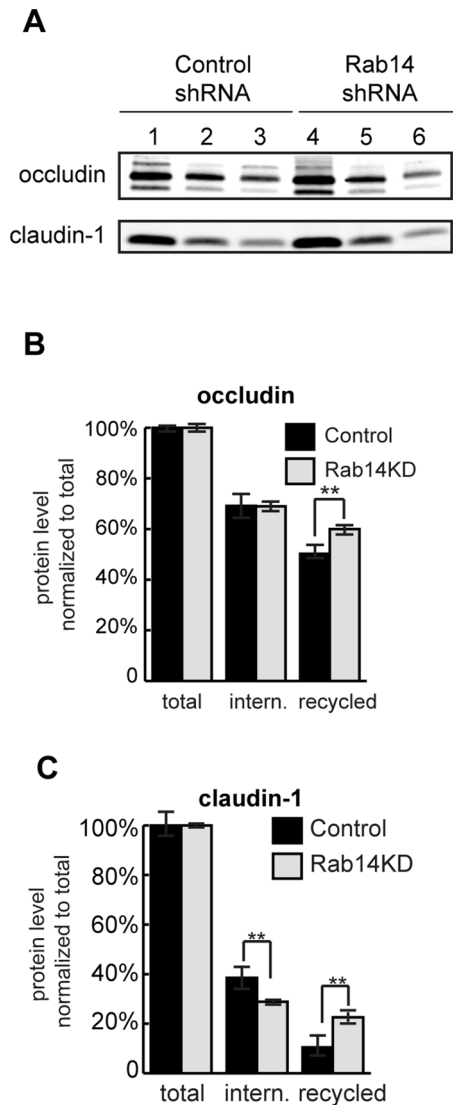 A
Control shRNA
Rab14 shRNA
1 2 3 4 5 6
occludin
claudin-1
B
occludin
Control
Rab14KD
**
protein level
normalized to total
100%
80%
60%
40%
20%
0
total intern. recycled
C
claudin-1
Control
Rab14KD
**
**
protein level
normalized to total
100%
80%
60%
40%
20%
0
total intern. recycled